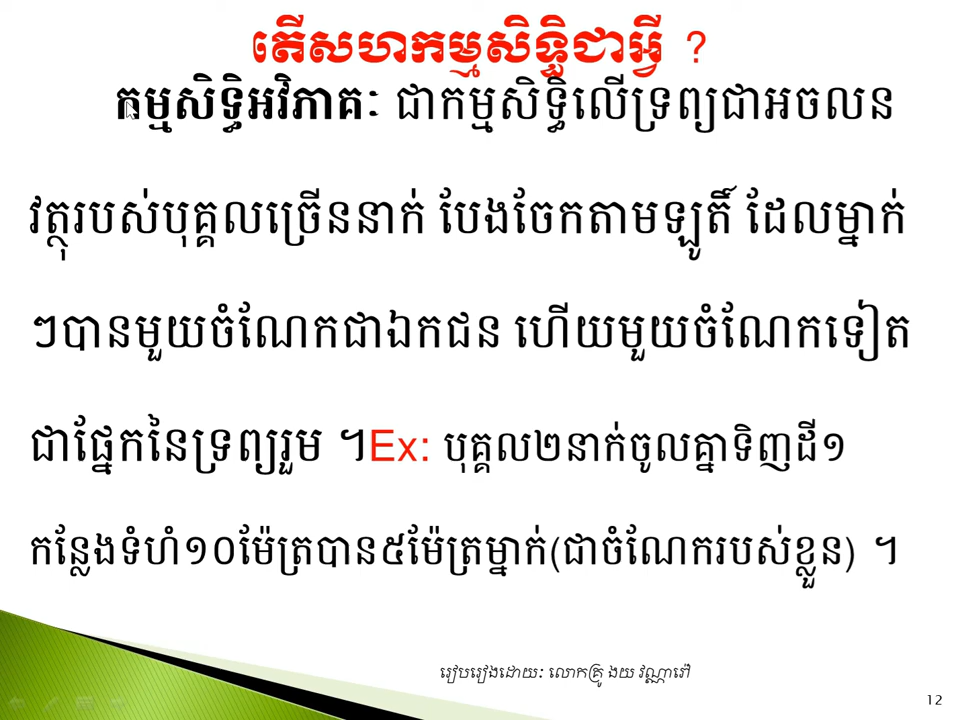 តើសហកម្មសិទ្ធិជាអ្វី ?
កម្មសិទ្ធិអវិភាគៈ ជាកម្មសិទ្ធិលើទ្រព្យជាអចលន
វត្ថុរបស់បុគ្គលច្រើននាក់ បែងចែកតាមឡូតិ៍ ដែលម្នាក់
ៗបានមួយចំណែកជាឯកជន ហើយមួយចំណែកទៀត
ជាផ្នែកនៃទ្រព្យរួម ។Ex: បុគ្គល២នាក់ចូលគ្នាទិញដី១
កន្លែងទំហំ១០ម៉ែត្របាន៥ម៉ែត្រម្នាក់(ជាចំណែករបស់ខ្លួន) ។
រៀបរៀងដោយៈ លោកគ្រូ ងយ វណ្ណាវៅ
12